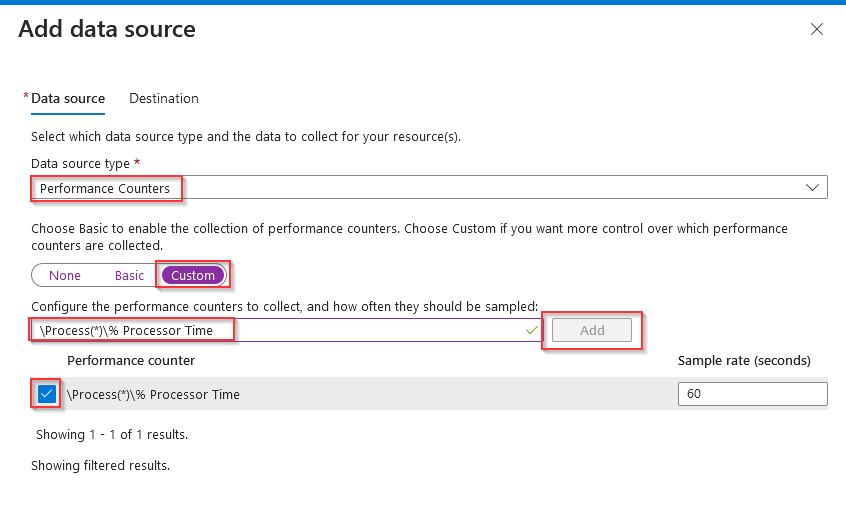 Add data source
* Data source Destination
Select which data source type and the data to collect for your resource(s).
Data source type *
Performance Counters
Choose Basic to enable the collection of performance counters. Choose Custom if you want more control over which performance
counters are collected.
None Basic Custom
Configure the performance counters to collect, and how often they should be sampled:
\Process(*)\% Processor Time Add
Performance counter Sample rate (seconds)
\Process(*)\% Processor Time 60
Showing 1 - 1 of 1 results.
Showing filtered results.